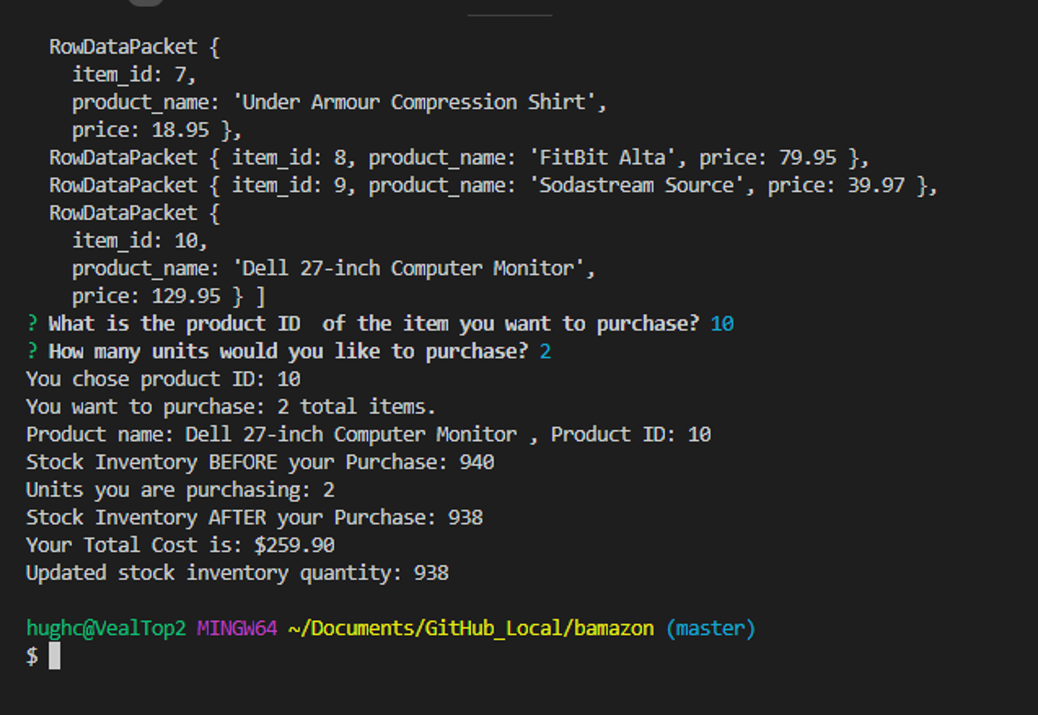 RowDataPacket {
item_id: 7,
product_name: 'Under Armour Compression Shirt',
price: 18.95 },
RowDataPacket { item_id: 8, product_name: 'FitBit Alta', price: 79.95 },
RowDataPacket { item_id: 9, product_name: 'Sodastream Source', price: 39.97 },
RowDataPacket {
item_id: 10,
product_name: 'Dell 27-inch Computer Monitor',
price: 129.95 } ]
? What is the product ID  of the item you want to purchase? 10
? How many units would you like to purchase? 2
You chose product ID: 10
You want to purchase: 2 total items.
Product name: Dell 27-inch Computer Monitor , Product ID: 10
Stock Inventory BEFORE your Purchase: 940
Units you are purchasing: 2
Stock Inventory AFTER your Purchase: 938
Your Total Cost is: $259.90
Updated stock inventory quantity: 938
hughc@VealTop2 MINGW64 ~/Documents/GitHub_Local/bamazon (master)
$